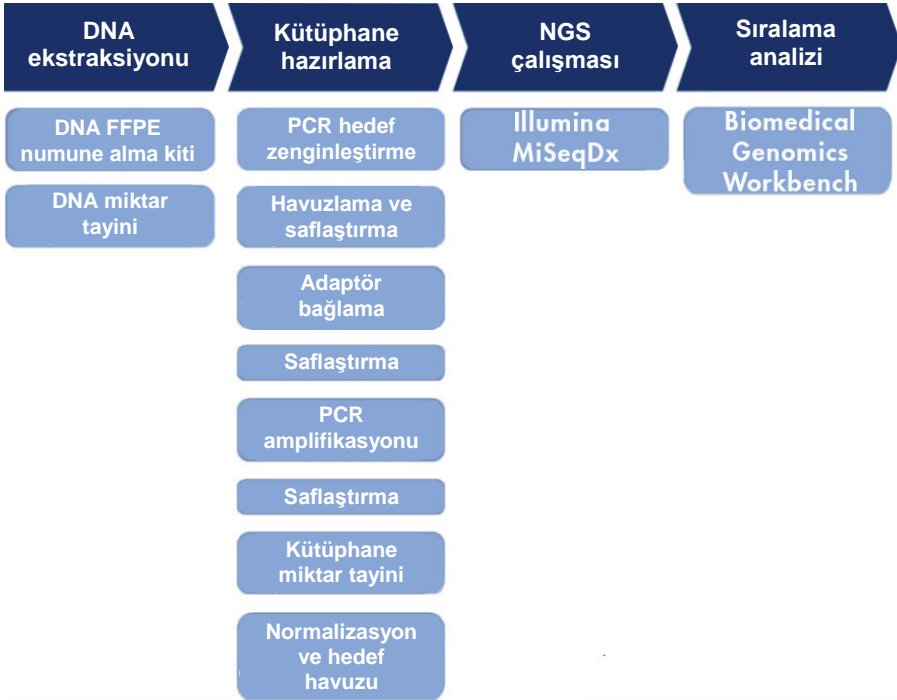 DNA
ekstraksiyonu
Kütüphane
hazırlama
NGS
çalışması
Sıralama
analizi
DNA FFPE
numune alma kiti
DNA miktar
tayini
PCR hedef
zenginleştirme
Havuzlama ve
saflaştırma
Adaptör
bağlama
Saflaştırma
PCR
amplifikasyonu
Saflaştırma
Kütüphane
miktar tayini
Normalizasyon
ve hedef
havuzu
Illumina
MiSeqDx
Biomedical
Genomics
Workbench